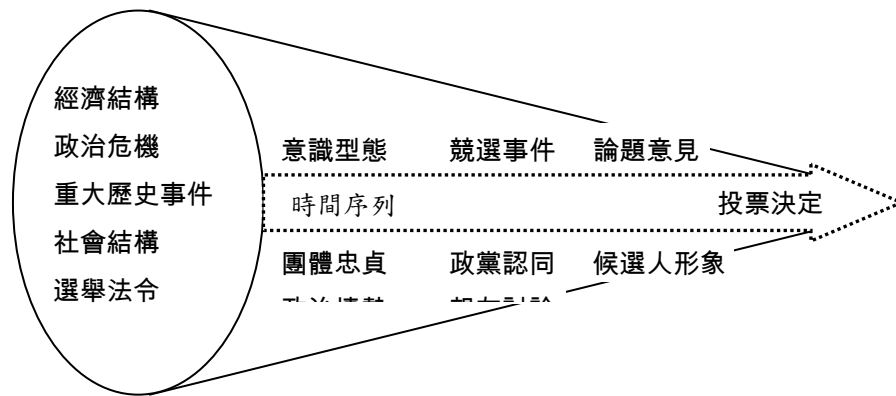 經濟結構
政治危機
重大歷史事件
社會結構
選舉法令
意識型態 競選事件 論題意見
時間序列 投票決定
團體忠貞 政黨認同 候選人形象